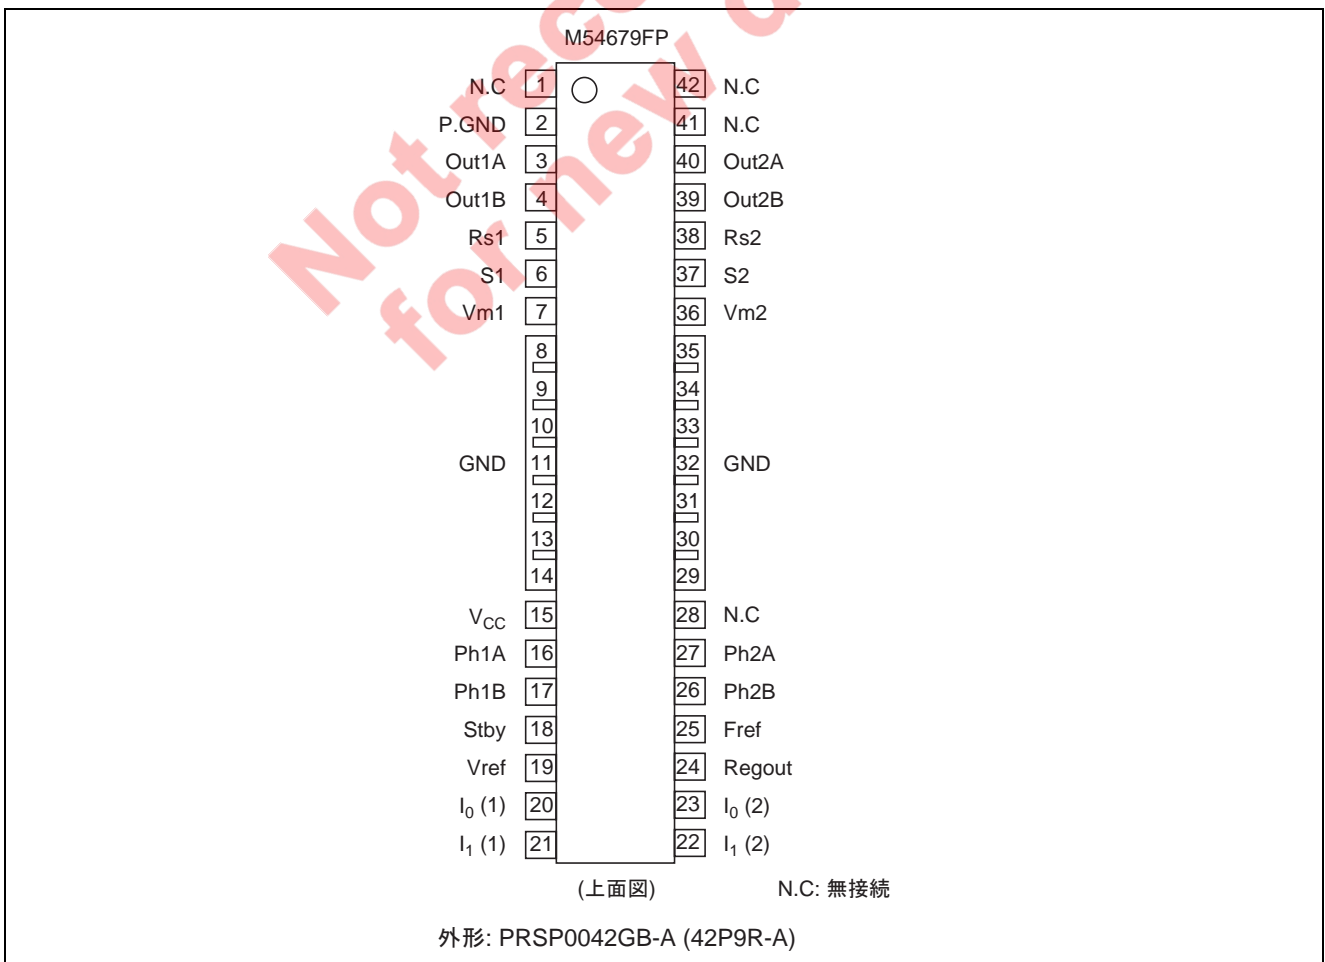 Not reco
for new d
M54679FP
N.C 1 42 N.C
P.GND 2 41 N.C
Out1A 3 40 Out2A
Out1B 4 39 Out2B
Rs1 5 38 Rs2
S1 6 37 S2
Vm1 7 36 Vm2
8 35
9 34
10 33
GND 11 32 GND
12 31
13 30
14 29
VCC 15 28 N.C
Ph1A 16 27 Ph2A
Ph1B 17 26 Ph2B
Stby 18 25 Fref
Vref 19 24 Regout
I0 (1) 20 23 I0 (2)
I1 (1) 21 22 I1 (2)
(上面図) N.C: 無接続
外形: PRSP0042GB-A (42P9R-A)